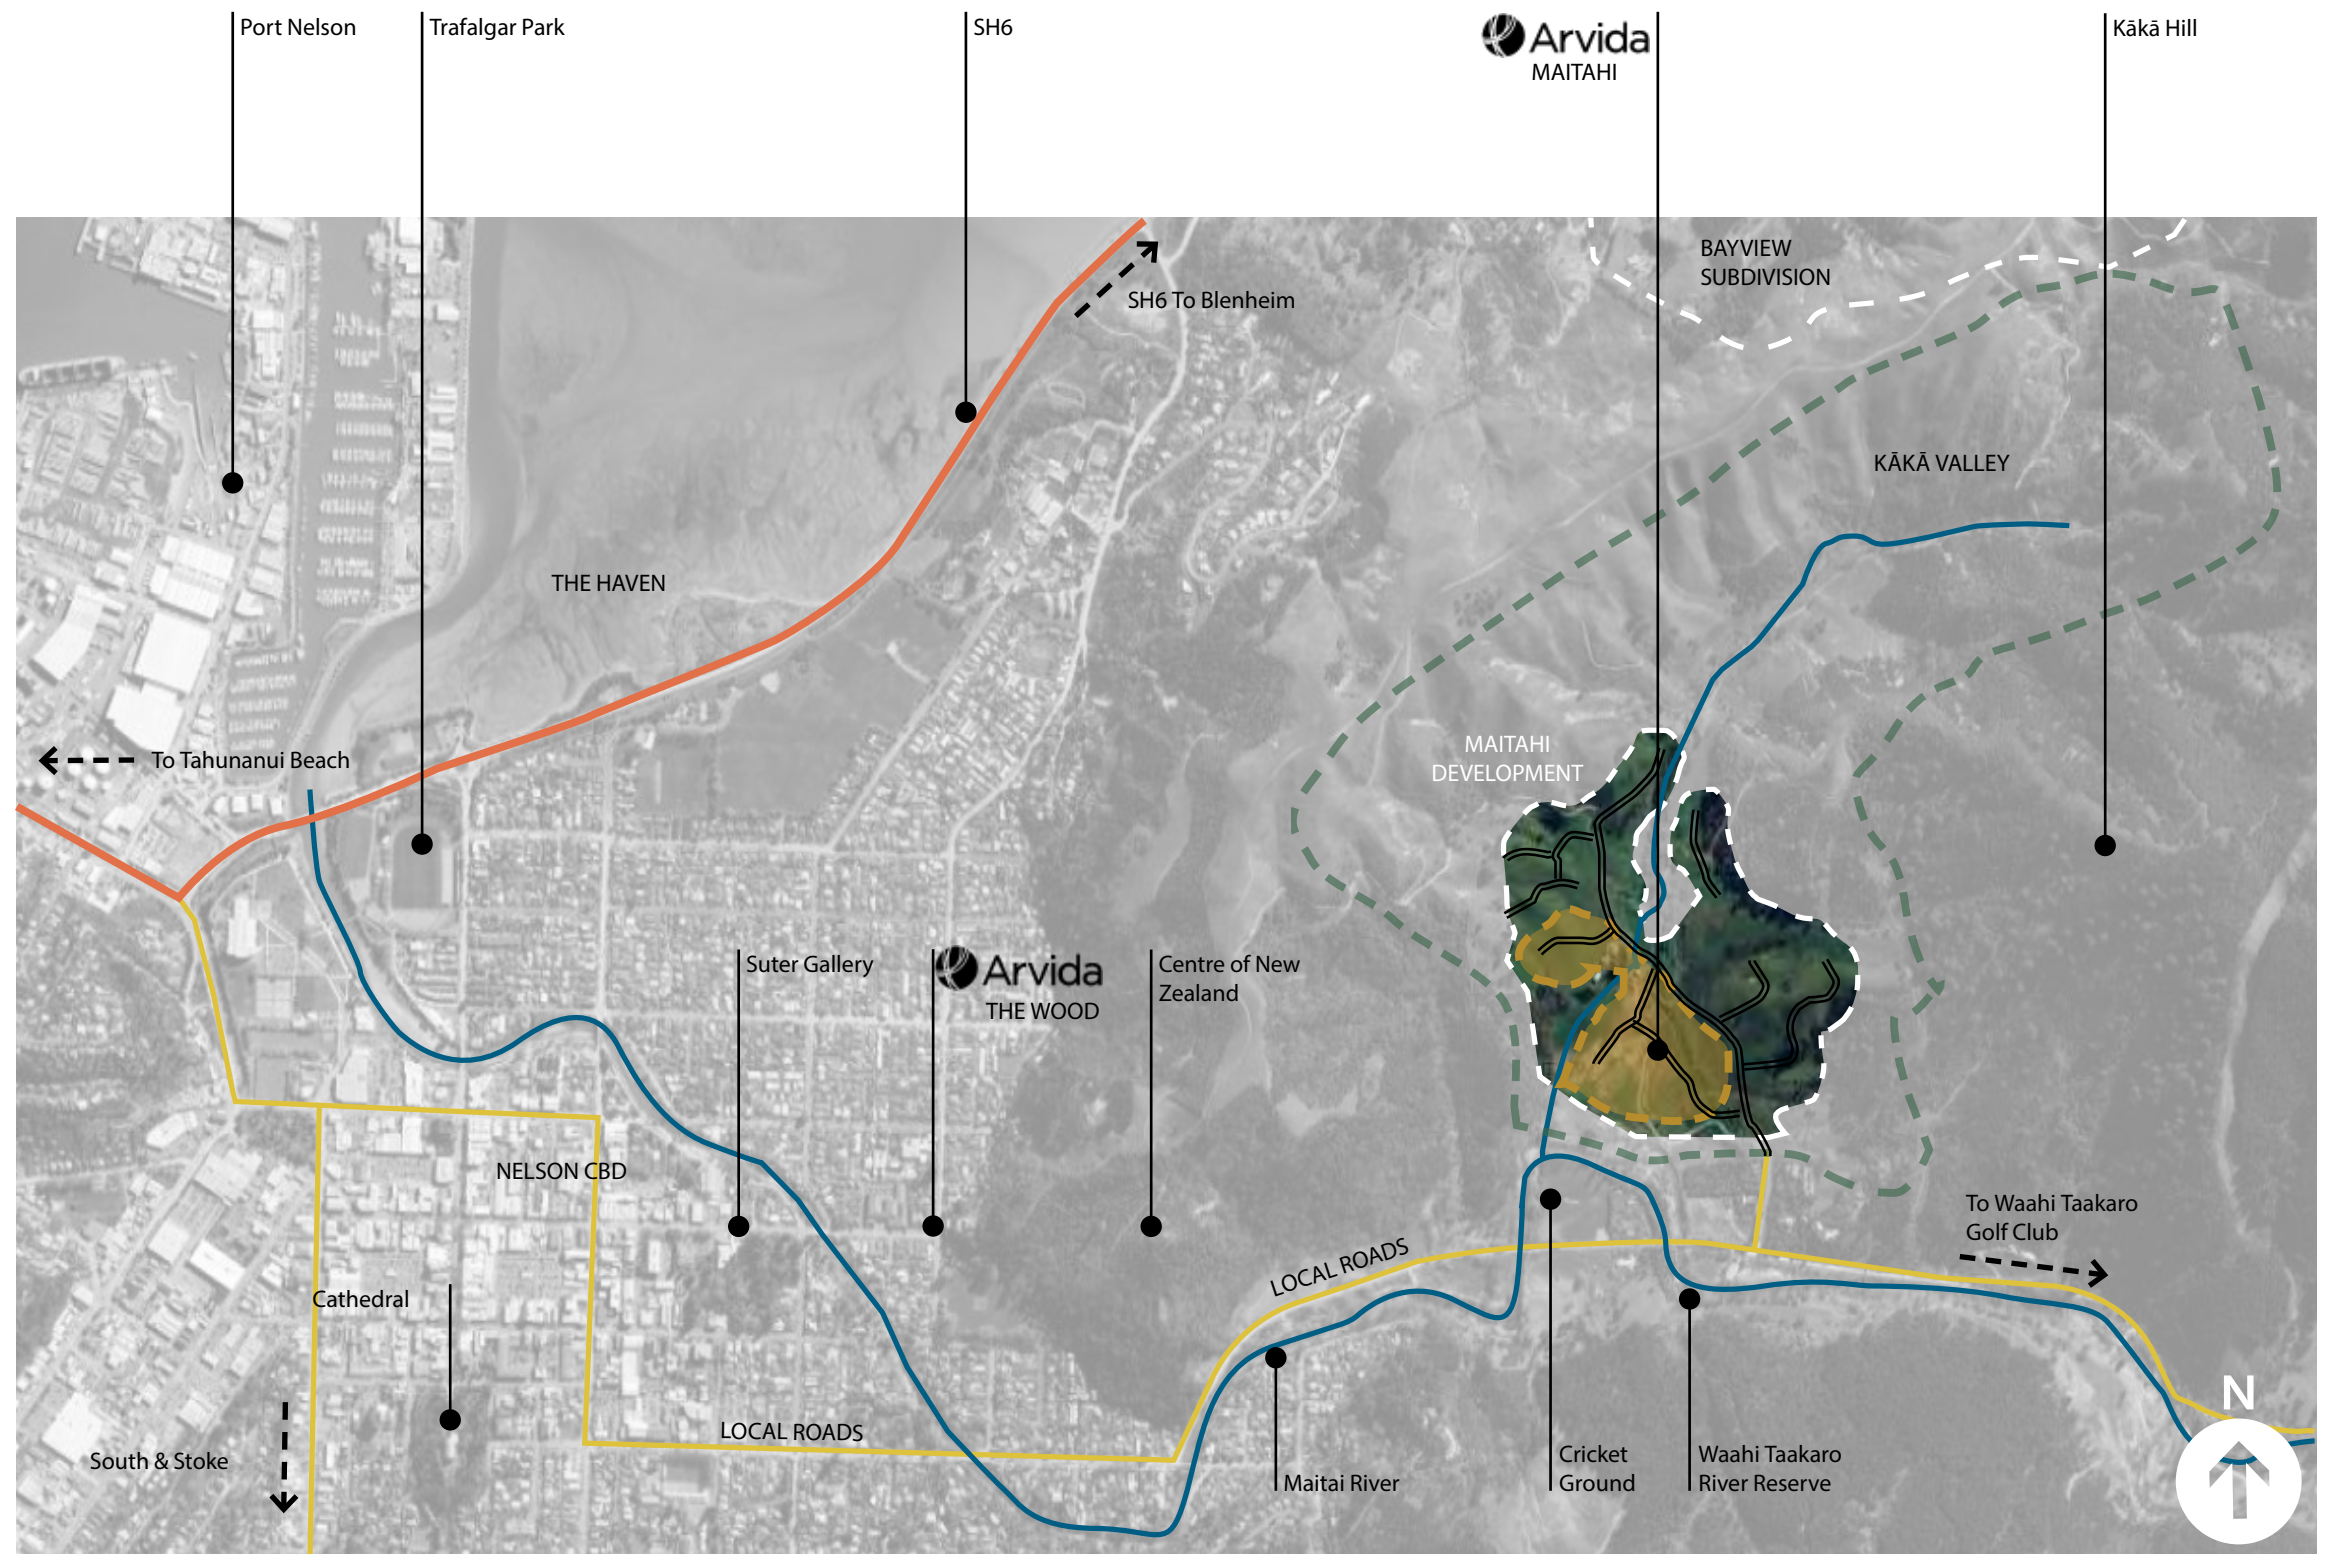 Port Nelson
Trafalgar Park
SH6
Arvida
MAITAHI
Kākā Hill
BAYVIEW
SUBDIVISION
SH6 To Blenheim
KĀKĀ VALLEY
THE HAVEN
To Tahunanui Beach
MAITAHI
DEVELOPMENT
Suter Gallery
Arvida
THE WOOD
Centre of New
Zealand
NELSON CBD
To Waahi Taakaro
Golf Club
LOCAL ROADS
Cathedral
LOCAL ROADS
South & Stoke
Maitai River
Cricket
Ground
Waahi Taakaro
River Reserve
N